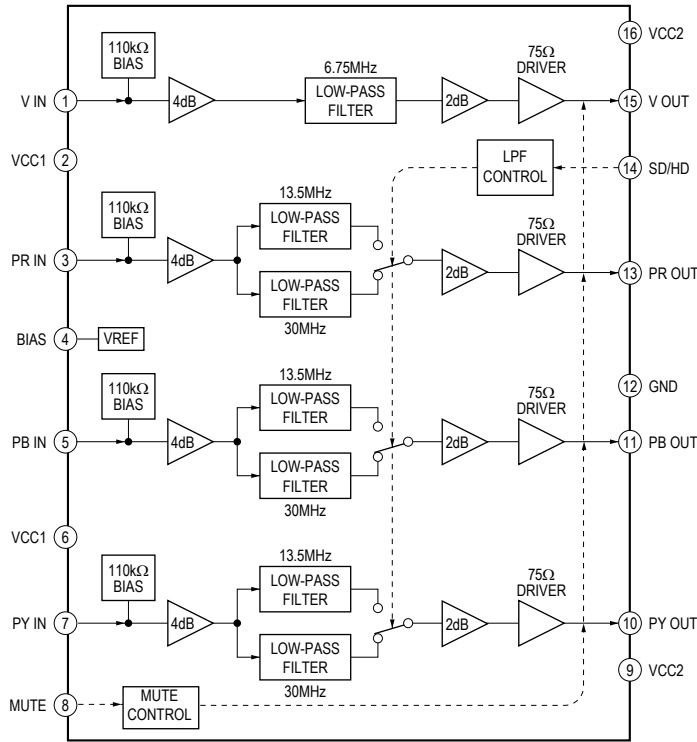 16 VCC2
110kΩ
BIAS
6.75MHz
75Ω
DRIVER
V IN 1
4dB
LOW-PASS
FILTER
2dB
15 V OUT
VCC1 2
LPF
CONTROL
14 SD/HD
110kΩ
BIAS
13.5MHz
LOW-PASS
FILTER
75Ω
DRIVER
PR IN 3
4dB
2dB
13 PR OUT
LOW-PASS
FILTER
30MHz
BIAS 4
VREF
110kΩ
BIAS
13.5MHz
LOW-PASS
FILTER
75Ω
DRIVER
12 GND
PB IN 5
4dB
2dB
11 PB OUT
LOW-PASS
FILTER
30MHz
VCC1 6
110kΩ
BIAS
13.5MHz
LOW-PASS
FILTER
75Ω
DRIVER
PY IN 7
4dB
2dB
10 PY OUT
LOW-PASS
FILTER
30MHz
9 VCC2
MUTE 8
MUTE
CONTROL